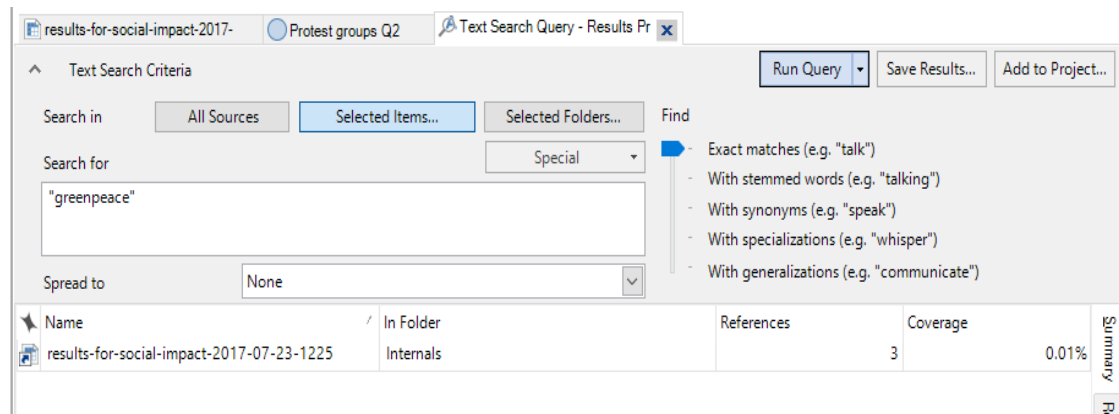 results-for-social-impact-2017-
Protest groups Q2
Text Search Query - Results Pr
Text Search Criteria
Run Query
Save Results...
Add to Project...
Search in
All Sources
Selected Items...
Selected Folders...
Find
Search for
Special
Exact matches (e.g. "talk")
"greenpeace"
With stemmed words (e.g. "talking")
With synonyms (e.g. "speak")
With specializations (e.g. "whisper")
With generalizations (e.g. "communicate")
Spread to
None
Name
In Folder
References
Coverage
results-for-social-impact-2017-07-23-1225
Internals
3
0.01%
Summary